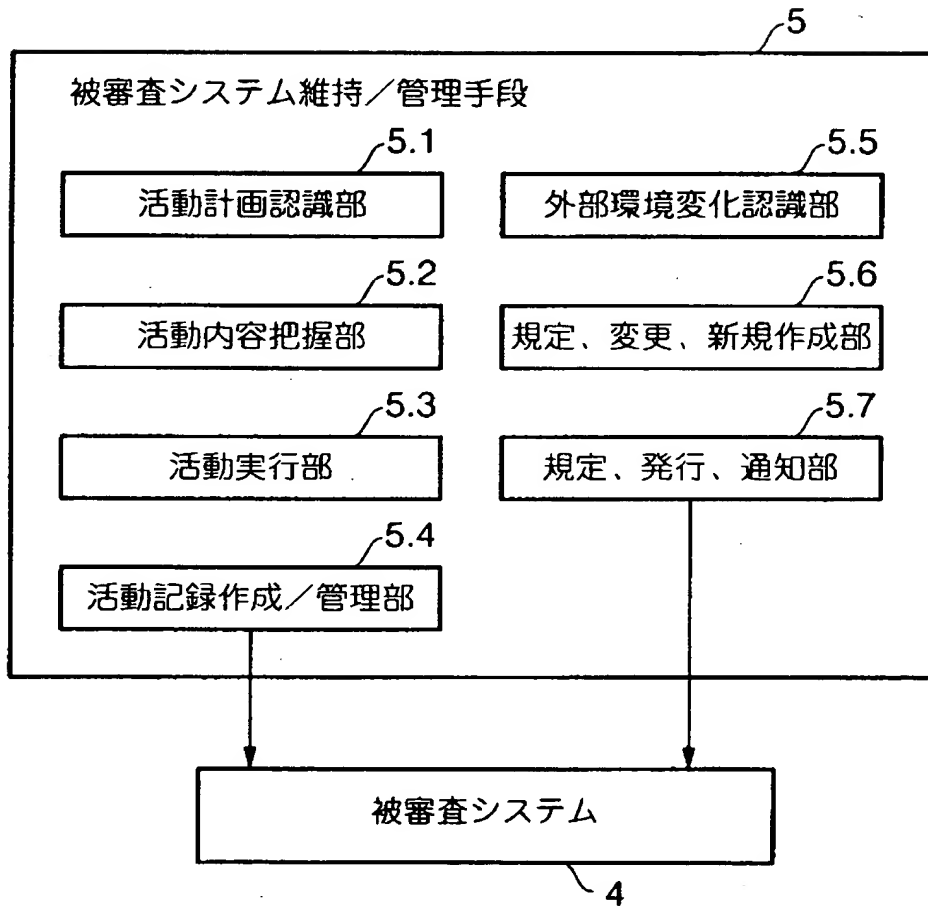 5
被審査システム維持／管理手段
5.1
活動計画認識部
5.2
活動内容把握部
5.3
活動実行部
5.4
活動記録作成／管理部
5.5
外部環境変化認識部
5.6
規定、変更、新規作成部
5.7
規定、発行、通知部
被審査システム
4